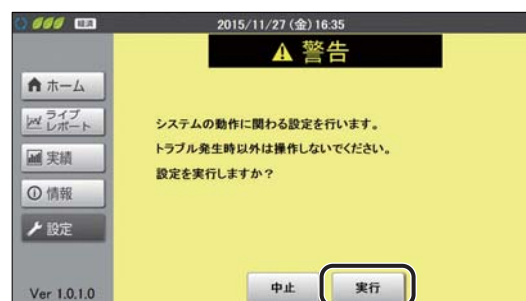 経済
2015/11/27 (金) 16:35
警告
ホーム
ライブ
レポート
実績
情報
設定
システムの動作に関わる設定を行います。
トラブル発生時以外は操作しないでください。
設定を実行しますか？
中止
実行
Ver 1.0.1.0